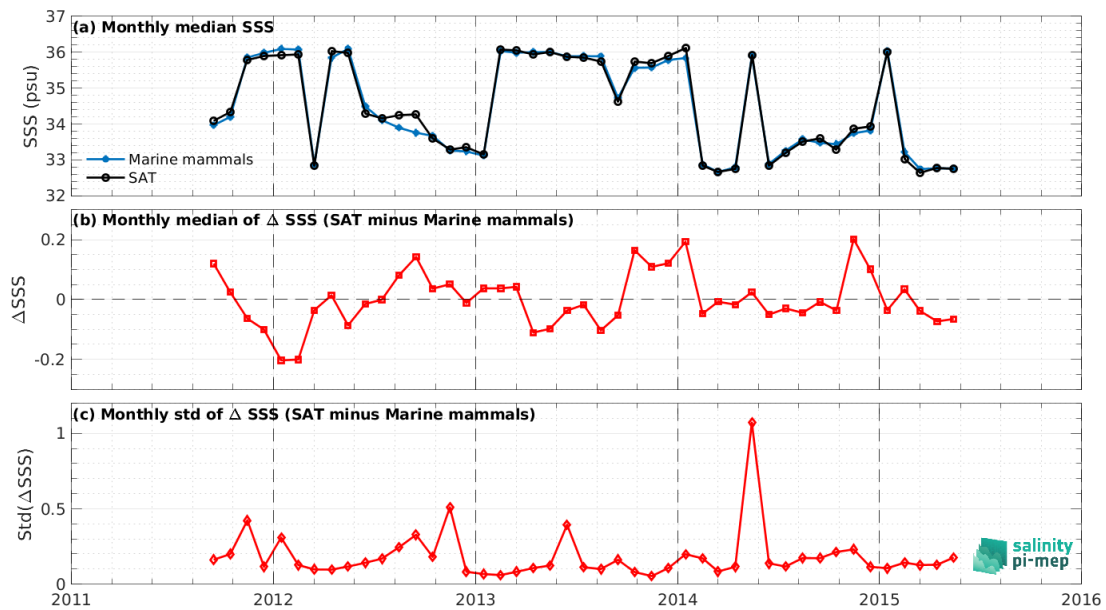 (a) Monthly median SSS
SSS (psu)
37
36
35
34
33
32
Marine mammals
SAT
(b) Monthly median of Δ SSS (SAT minus Marine mammals)
ΔSSS
0.2
0
-0.2
(c) Monthly std of Δ SSS (SAT minus Marine mammals)
Std(ΔSSS)
1
0.5
0
2011 2012 2013 2014 2015 2016
salinity
pi-mep